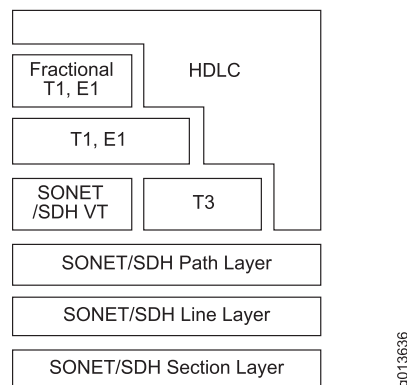 Fractional
T1, E1
HDLC
T1, E1
SONET
/SDH VT
T3
SONET/SDH Path Layer
SONET/SDH Line Layer
SONET/SDH Section Layer
g013636